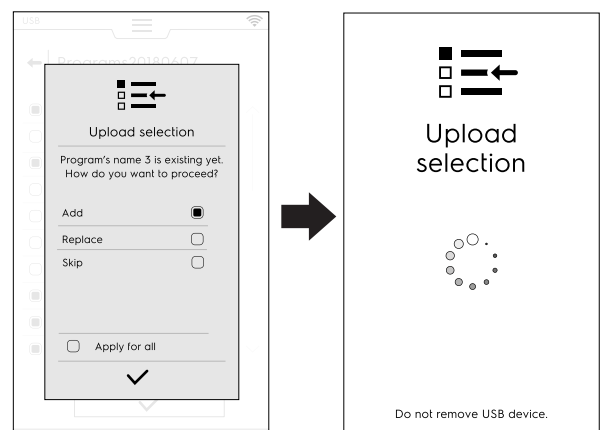 USB
Programs20180607
Upload selection
Program's name 3 is existing yet.
How do you want to proceed?
Add
Replace
Skip
Apply for all
Upload
selection
Do not remove USB device.